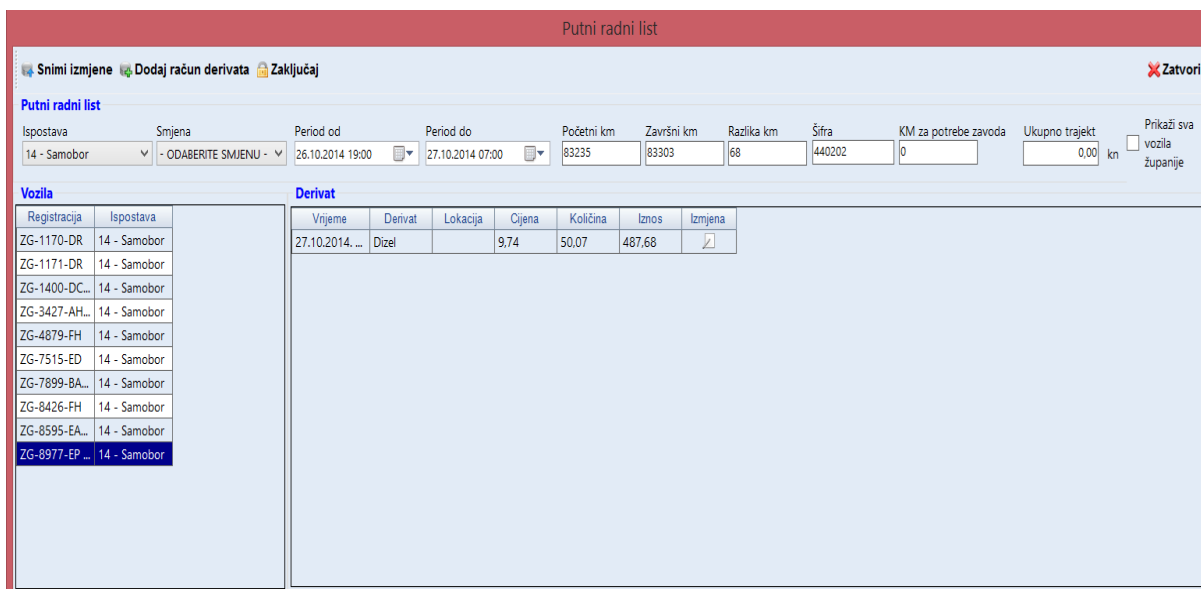 Putni radni list
Snimi izmjene Dodaj račun derivata Zaključaj Zatvori
Putni radni list
Ispostava Smjena Period od Period do Početni km Završni km Razlika km Šifra KM za potrebe zavoda Ukupno trajekt Prikaži sva vozila županije
14 - Samobor - ODABERITE SMJENU - 26.10.2014 19:00 27.10.2014 07:00 83235 83303 68 440202 0 0,00 kn
Vozila Derivat
Registracija Ispostava
ZG-1170-DR 14 - Samobor
ZG-1171-DR 14 - Samobor
ZG-1400-DC... 14 - Samobor
ZG-3427-AH... 14 - Samobor
ZG-4879-FH 14 - Samobor
ZG-7515-ED 14 - Samobor
ZG-7899-BA... 14 - Samobor
ZG-8426-FH 14 - Samobor
ZG-8595-EA... 14 - Samobor
ZG-8977-EP ... 14 - Samobor
Vrijeme Derivat Lokacija Cijena Količina Iznos Izmjena
27.10.2014. ... Dizel 9,74 50,07 487,68